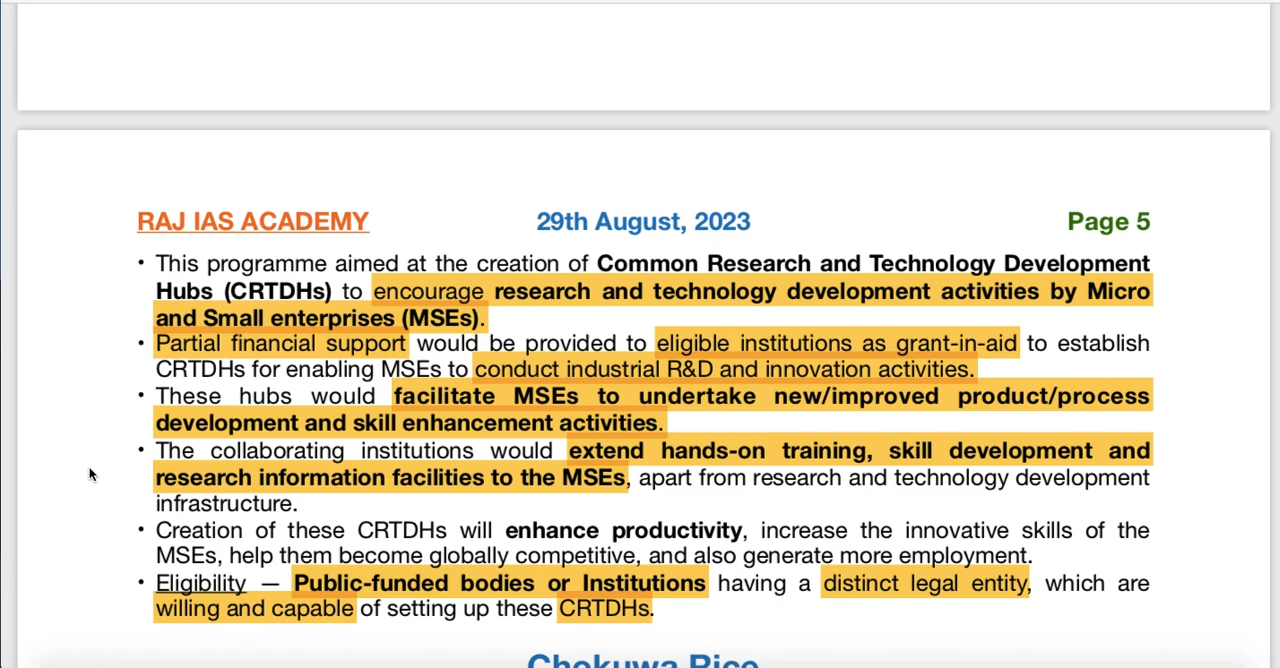 RAJ IAS ACADEMY 29th August, 2023 Page 5
• This programme aimed at the creation of Common Research and Technology Development
Hubs (CRTDHs) to encourage research and technology development activities by Micro
and Small enterprises (MSEs).
• Partial financial support would be provided to eligible institutions as grant-in-aid to establish
CRTDHs for enabling MSEs to conduct industrial R&D and innovation activities.
• These hubs would facilitate MSEs to undertake new/improved product/process
development and skill enhancement activities.
• The collaborating institutions would extend hands-on training, skill development and
research information facilities to the MSEs, apart from research and technology development
infrastructure.
• Creation of these CRTDHs will enhance productivity, increase the innovative skills of the
MSEs, help them become globally competitive, and also generate more employment.
• Eligibility — Public-funded bodies or Institutions having a distinct legal entity, which are
willing and capable of setting up these CRTDHs.
Chokuwa Rice